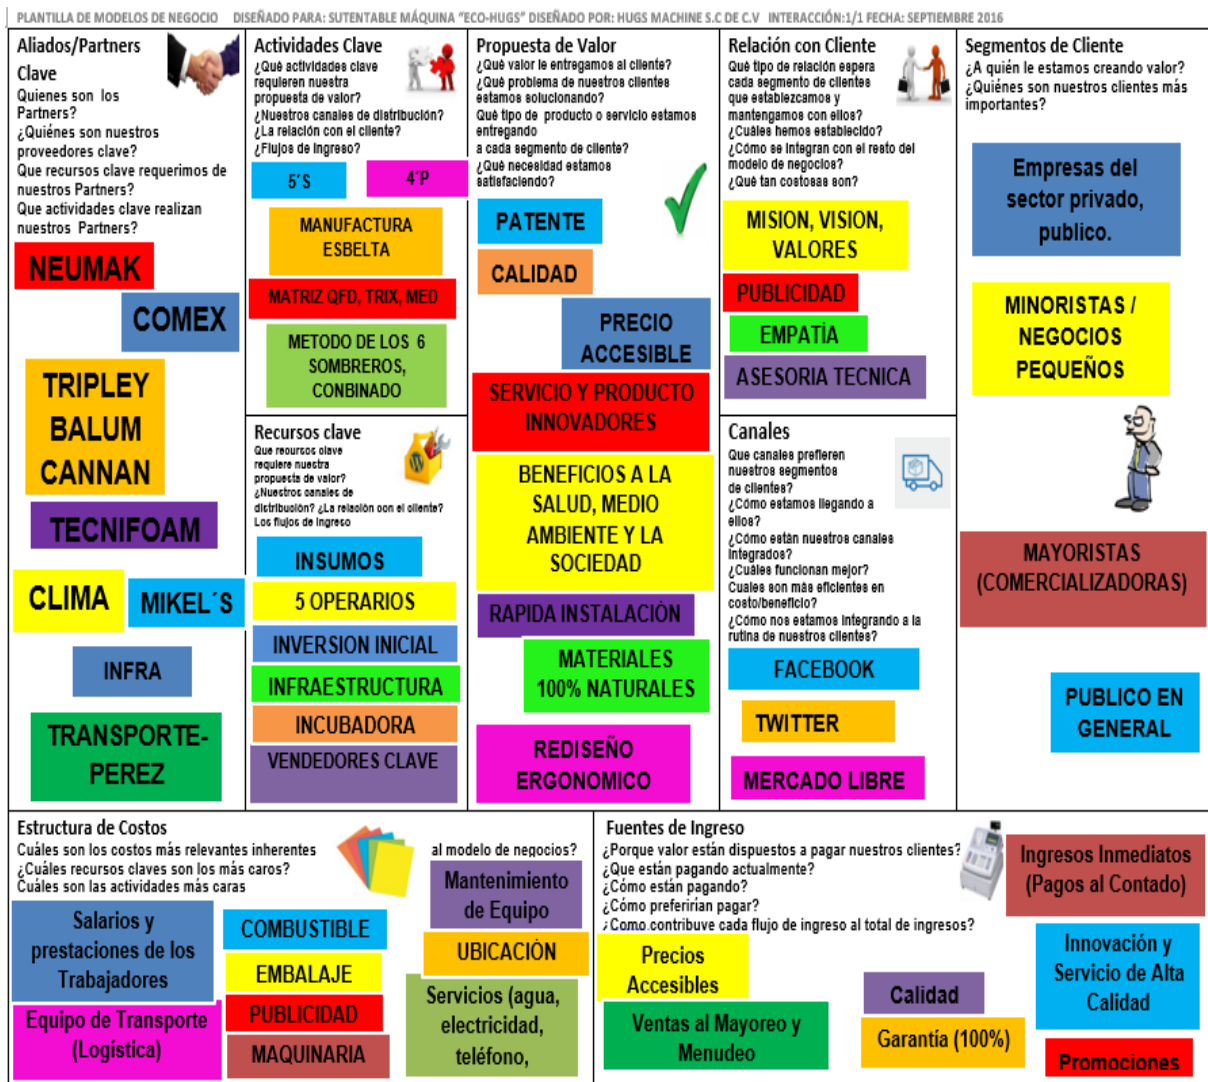 PLANTILLA DE MODELOS DE NEGOCIO DISEÑADO PARA: SUTENTABLE MÁQUINA "ECO-HUGS" DISEÑADO POR: HUGS MACHINE S.C DE C.V INTERACCIÓN:1/1 FECHA: SEPTIEMBRE 2016
Aliados/Partners
Clave
Quienes son los
Partners?
¿Quiénes son nuestros
proveedores clave?
Que recursos clave requerimos de
nuestros Partners?
Que actividades clave realizan
nuestros Partners?
NEUMAK
COMEX
TRIPLEY
BALUM
CANNAN
TECNIFOAM
CLIMA
MIKEL´S
INFRA
TRANSPORTE-
PEREZ
Actividades Clave
¿Qué actividades clave
requieren nuestra
propuesta de valor?
¿Nuestros canales de distribución?
¿La relación con el cliente?
¿Flujos de Ingreso?
5´S
4´P
MANUFACTURA
ESBELTA
MATRIZ QFD, TRIX, MED
METODO DE LOS 6
SOMBREROS,
CONBINADO
Recursos clave
Que recursos clave
requiere nuestra
propuesta de valor?
¿Nuestros canales de
distribución? ¿La relación con el cliente?
Los flujos de Ingreso
INSUMOS
5 OPERARIOS
INVERSION INICIAL
INFRAESTRUCTURA
INCUBADORA
VENDEDORES CLAVE
Propuesta de Valor
¿Qué valor le entregamos al cliente?
¿Qué problema de nuestros clientes
estamos solucionando?
Qué tipo de producto o servicio estamos
entregando
a cada segmento de cliente?
¿Qué necesidad estamos
satisfaciendo?
PATENTE
CALIDAD
PRECIO
ACCESIBLE
SERVICIO Y PRODUCTO
INNOVADORES
BENEFICIOS A LA
SALUD, MEDIO
AMBIENTE Y LA
SOCIEDAD
RAPIDA INSTALACIÓN
MATERIALES
100% NATURALES
REDISEÑO
ERGONOMICO
Relación con Cliente
Qué tipo de relación espera
cada segmento de clientes
que establezcamos y
mantengamos con ellos?
¿Cuáles hemos establecido?
¿Cómo se Integran con el resto del
modelo de negocios?
¿Qué tan costosas son?
MISION, VISION,
VALORES
PUBLICIDAD
EMPATÍA
ASESORIA TECNICA
Canales
Que canales prefieren
nuestros segmentos
de clientes?
¿Cómo estamos llegando a
ellos?
¿Cómo están nuestros canales
Integrados?
¿Cuáles funcionan mejor?
Cuales son más eficientes en
costo/beneficio?
¿Cómo nos estamos Integrando a la
rutina de nuestros clientes?
FACEBOOK
TWITTER
MERCADO LIBRE
Segmentos de Cliente
¿A quién le estamos creando valor?
¿Quiénes son nuestros clientes más
importantes?
Empresas del
sector privado,
publico.
MINORISTAS /
NEGOCIOS
PEQUEÑOS
MAYORISTAS
(COMERCIALIZADORAS)
PUBLICO EN
GENERAL
Estructura de Costos
Cuáles son los costos más relevantes inherentes al modelo de negocios?
¿Cuáles recursos claves son los más caros?
Cuáles son las actividades más caras
Salarios y
prestaciones de los
Trabajadores
Equipo de Transporte
(Logística)
COMBUSTIBLE
EMBALAJE
PUBLICIDAD
MAQUINARIA
Mantenimiento
de Equipo
UBICACIÓN
Servicios (agua,
electricidad,
teléfono,
Fuentes de Ingreso
¿Porque valor están dispuestos a pagar nuestros clientes?
¿Que están pagando actualmente?
¿Cómo están pagando?
¿Cómo preferirían pagar?
¿Como contribuye cada flujo de ingreso al total de ingresos?
Precios
Accesibles
Ventas al Mayoreo y
Menudeo
Calidad
Garantía (100%)
Ingresos Inmediatos
(Pagos al Contado)
Innovación y
Servicio de Alta
Calidad
Promociones